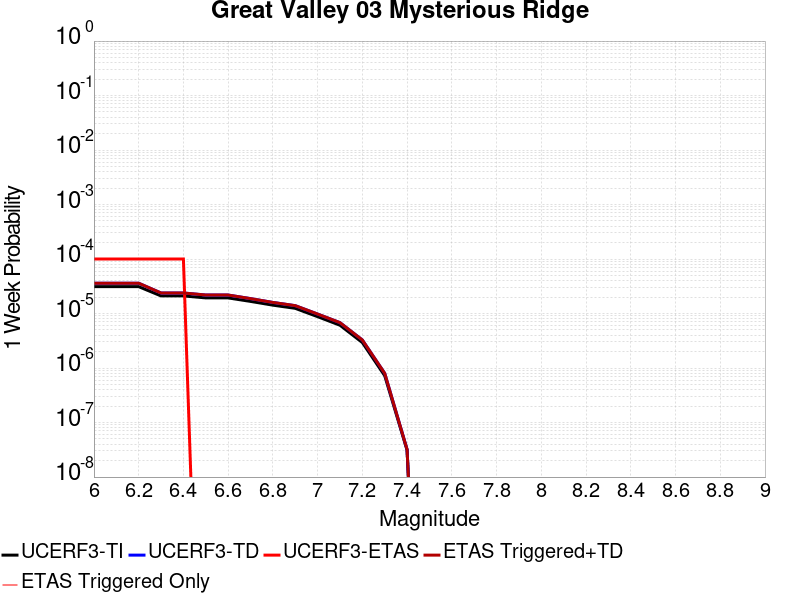 Great Valley 03 Mysterious Ridge
10^0
10^-1
10^-2
10^-3
10^-4
10^-5
10^-6
10^-7
10^-8
1 Week Probability
6 6.2 6.4 6.6 6.8 7 7.2 7.4 7.6 7.8 8 8.2 8.4 8.6 8.8 9
Magnitude
UCERF3-TI UCERF3-TD UCERF3-ETAS ETAS Triggered+TD
ETAS Triggered Only